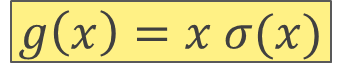 g(x) = x σ(x)